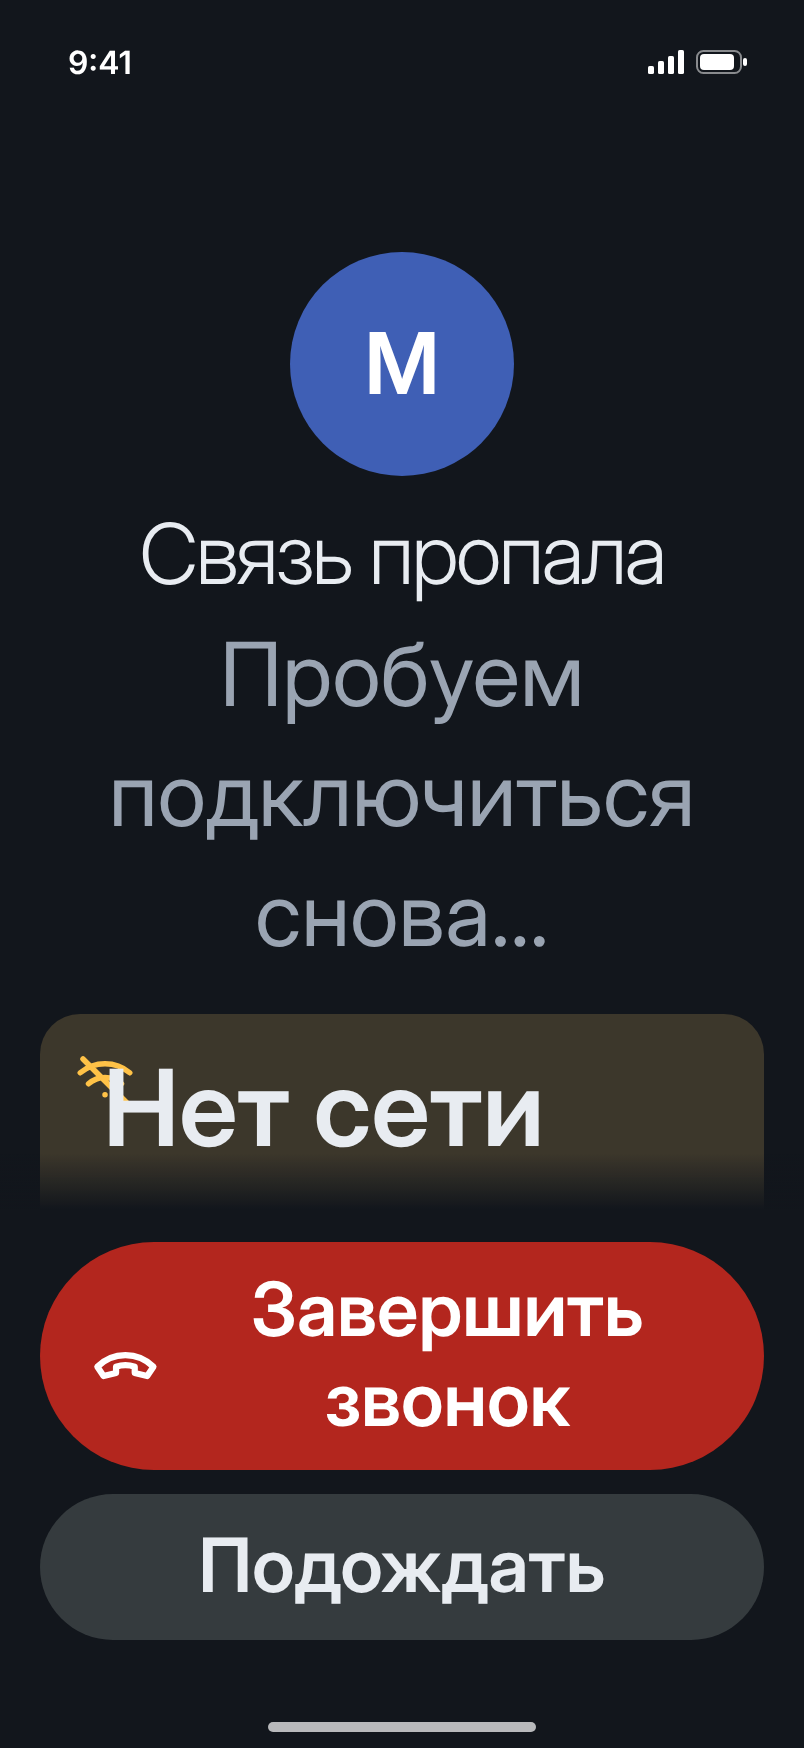 9:41
М
Связь пропала
Пробуем
подключиться
снова...
Нет сети
Завершить
звонок
Подождать